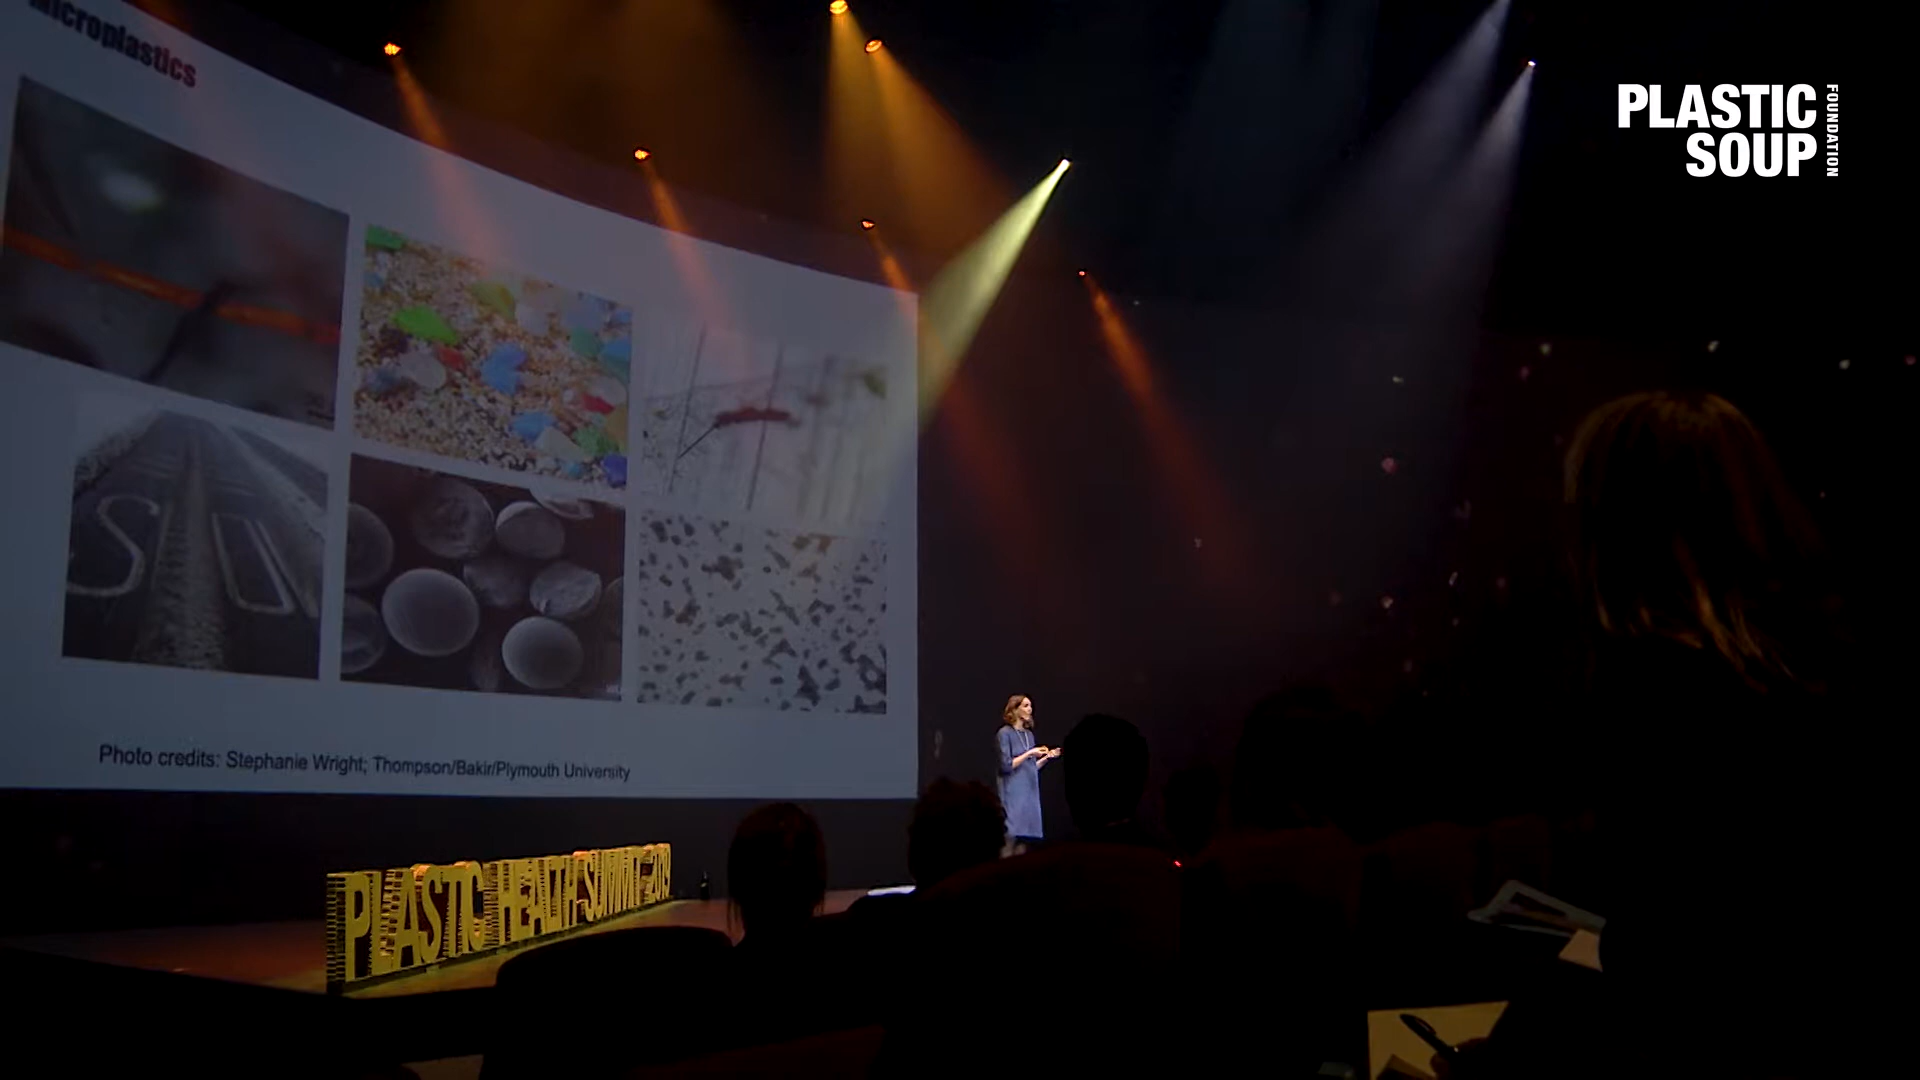 Microplastics
PLASTIC
SOUP
FOUNDATION
Photo credits: Stephanie Wright; Thompson/Bakir/Plymouth University
PLASTIC HEALTH SUMMIT 2019